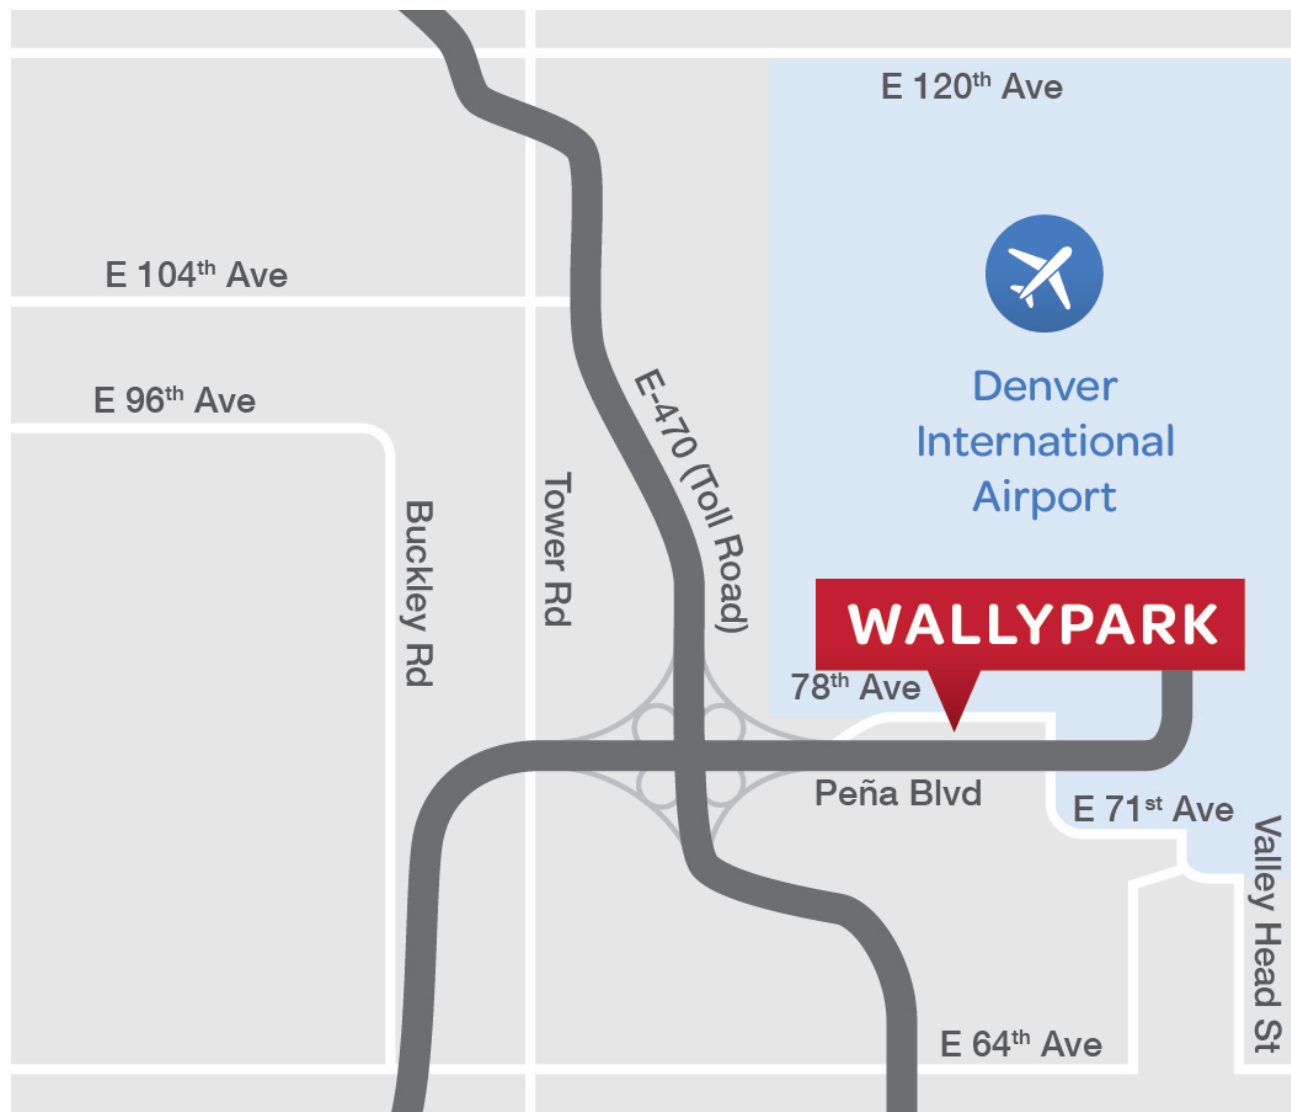 E 120th Ave
E 104th Ave
Denver
International
Airport
E 96th Ave
E-470 (Toll Road)
Tower Rd
Buckley Rd
WALLYPARK
78th Ave
Peña Blvd
E 71st Ave
Valley Head St
E 64th Ave